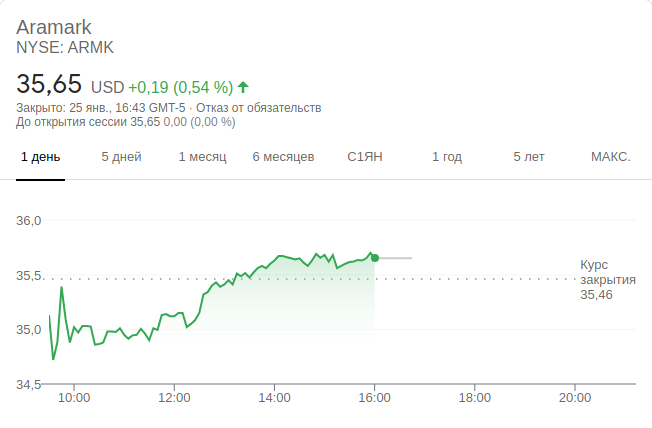 Aramark
NYSE: ARMK
35,65 USD +0,19 (0,54 %)
Закрыто: 25 янв., 16:43 GMT-5 · Отказ от обязательств
До открытия сессии 35,65 0,00 (0,00 %)
1 день 5 дней 1 месяц 6 месяцев С1ЯН 1 год 5 лет МАКС.
36,0
35,5
35,0
34,5
Курс
закрытия
35,46
10:00 12:00 14:00 16:00 18:00 20:00